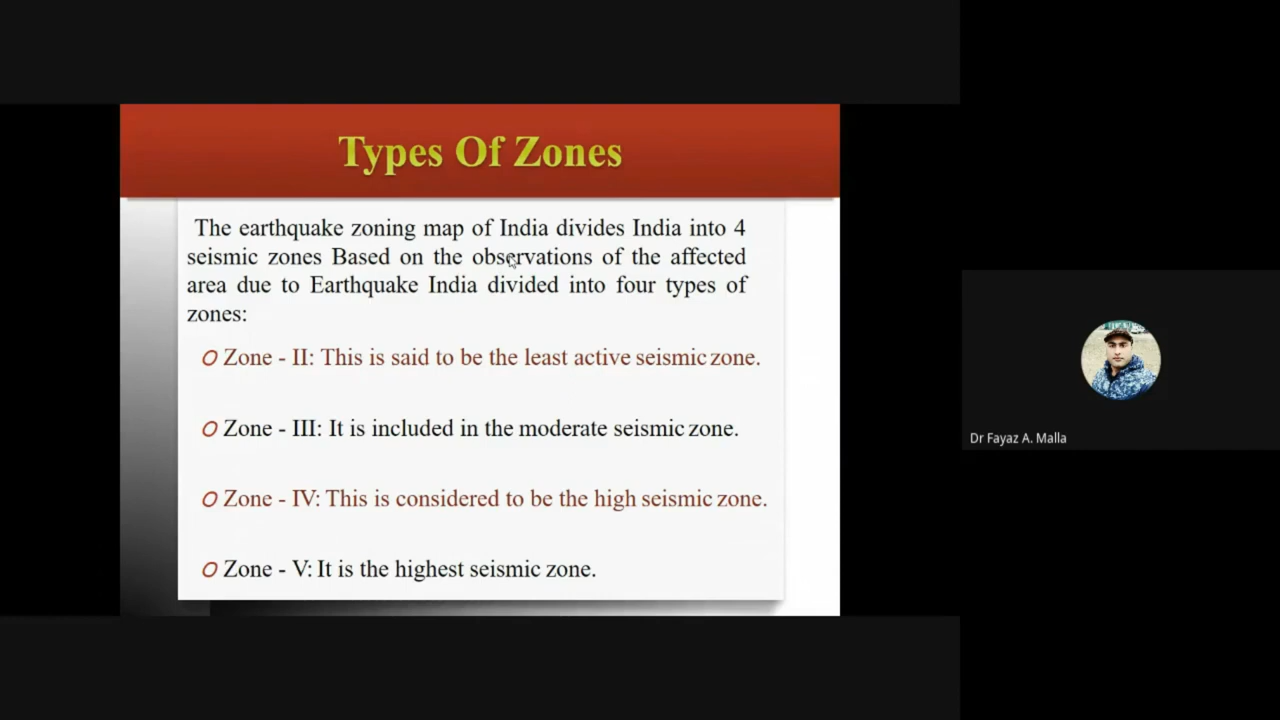 Types Of Zones
The earthquake zoning map of India divides India into 4
seismic zones Based on the observations of the affected
area due to Earthquake India divided into four types of
zones:
Zone - II: This is said to be the least active seismic zone.
Zone - III: It is included in the moderate seismic zone.
Zone - IV: This is considered to be the high seismic zone.
Zone - V: It is the highest seismic zone.
Dr Fayaz A. Malla